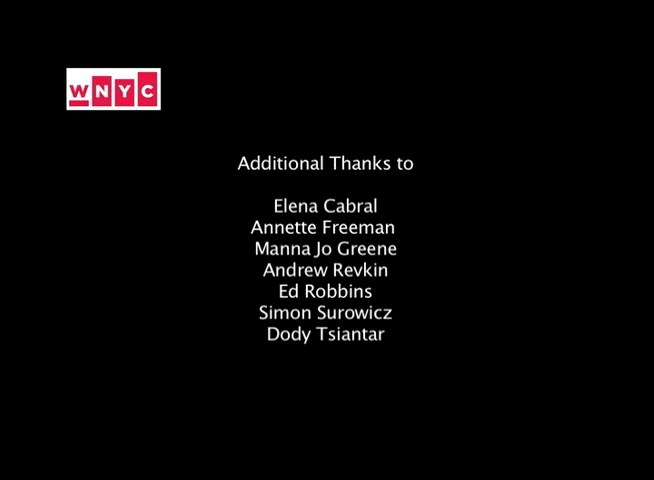 WNYC
Additional Thanks to
Elena Cabral
Annette Freeman
Manna Jo Greene
Andrew Revkin
Ed Robbins
Simon Surowicz
Dody Tsiantar